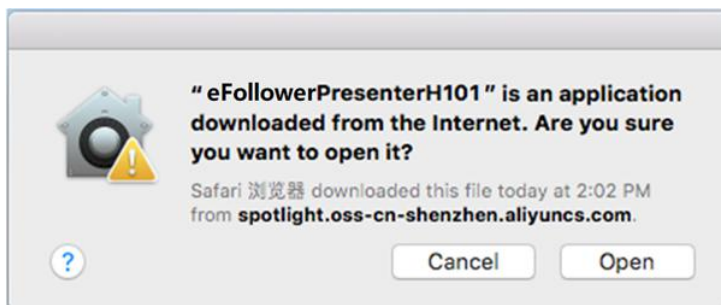 “eFollowerPresenterH101” is an application
downloaded from the Internet. Are you sure
you want to open it?
Safari 浏览器 downloaded this file today at 2:02 PM
from spotlight.oss-cn-shenzhen.aliyuncs.com.
?
Cancel
Open